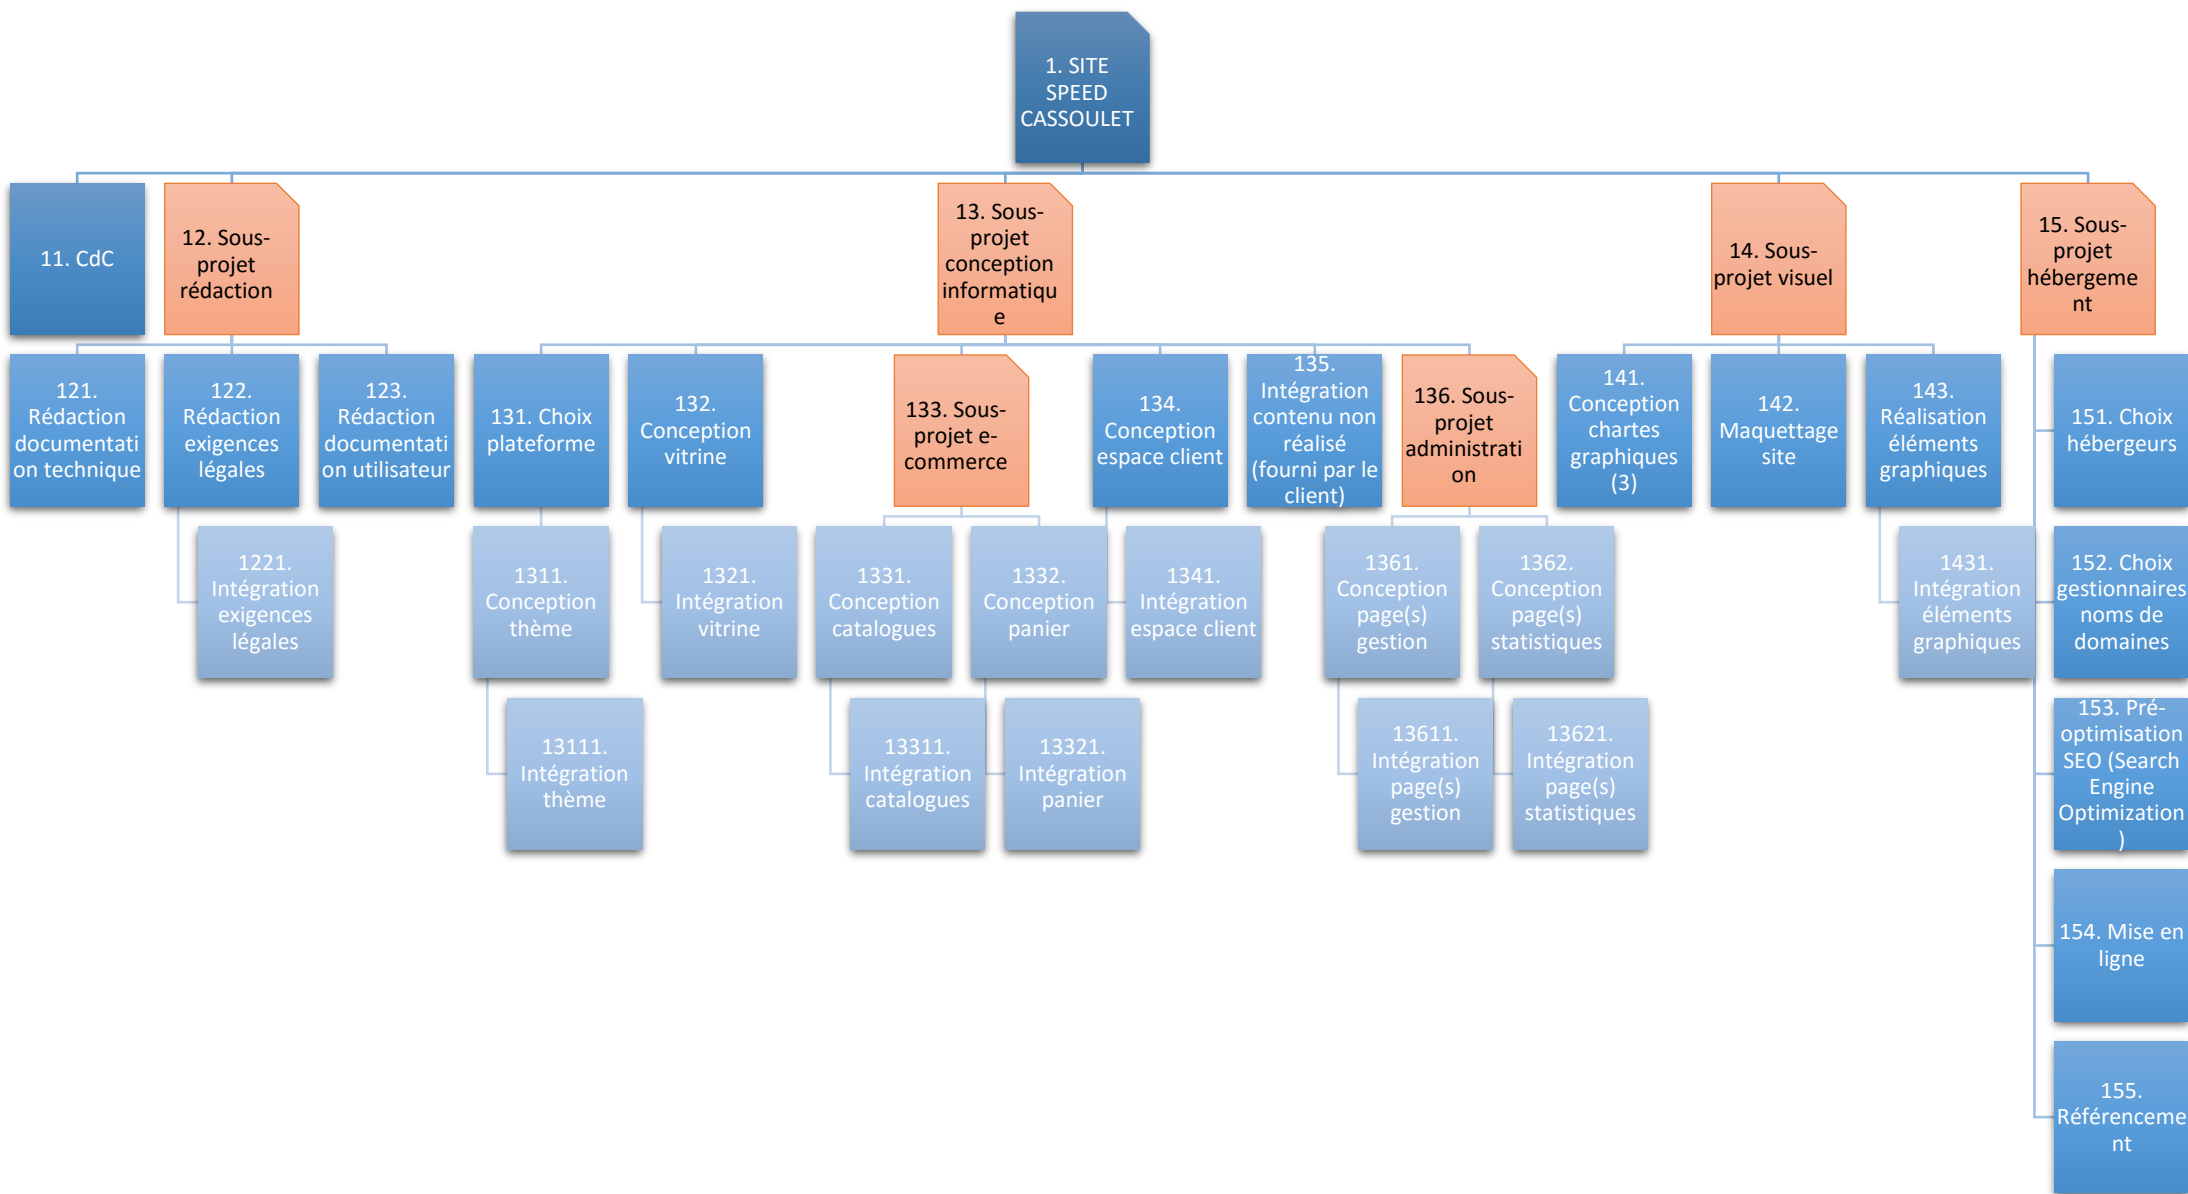 1. SITE
SPEED
CASSOULET
11. CdC
12. Sous-
projet
rédaction
13. Sous-
projet
conception
informatiqu
e
14. Sous-
projet visuel
15. Sous-
projet
hébergeme
nt
121.
Rédaction
documentati
on technique
122.
Rédaction
exigences
légales
123.
Rédaction
documentati
on utilisateur
131. Choix
plateforme
132.
Conception
vitrine
133. Sous-
projet e-
commerce
134.
Conception
espace client
135.
Intégration
contenu non
réalisé
(fourni par le
client)
136. Sous-
projet
administrati
on
141.
Conception
chartes
graphiques
(3)
142.
Maquettage
site
143.
Réalisation
éléments
graphiques
151. Choix
hébergeurs
1221.
Intégration
exigences
légales
1311.
Conception
thème
1321.
Intégration
vitrine
1331.
Conception
catalogues
1332.
Conception
panier
1341.
Intégration
espace client
1361.
Conception
page(s)
gestion
1362.
Conception
page(s)
statistiques
1431.
Intégration
éléments
graphiques
152. Choix
gestionnaires
noms de
domaines
13111.
Intégration
thème
13311.
Intégration
catalogues
13321.
Intégration
panier
13611.
Intégration
page(s)
gestion
13621.
Intégration
page(s)
statistiques
153. Pré-
optimisation
SEO (Search
Engine
Optimization
)
154. Mise en
ligne
155.
Référenceme
nt